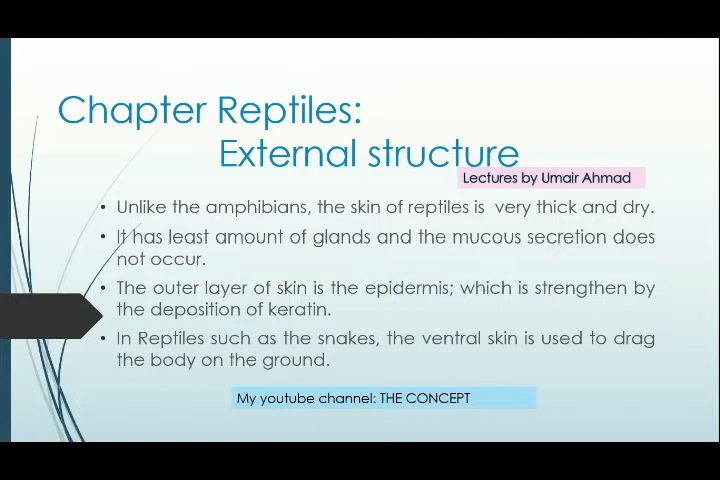 Chapter Reptiles:
External structure
Lectures by Umair Ahmad
• Unlike the amphibians, the skin of reptiles is very thick and dry.
• It has least amount of glands and the mucous secretion does
not occur.
• The outer layer of skin is the epidermis; which is strengthen by
the deposition of keratin.
• In Reptiles such as the snakes, the ventral skin is used to drag
the body on the ground.
My youtube channel: THE CONCEPT